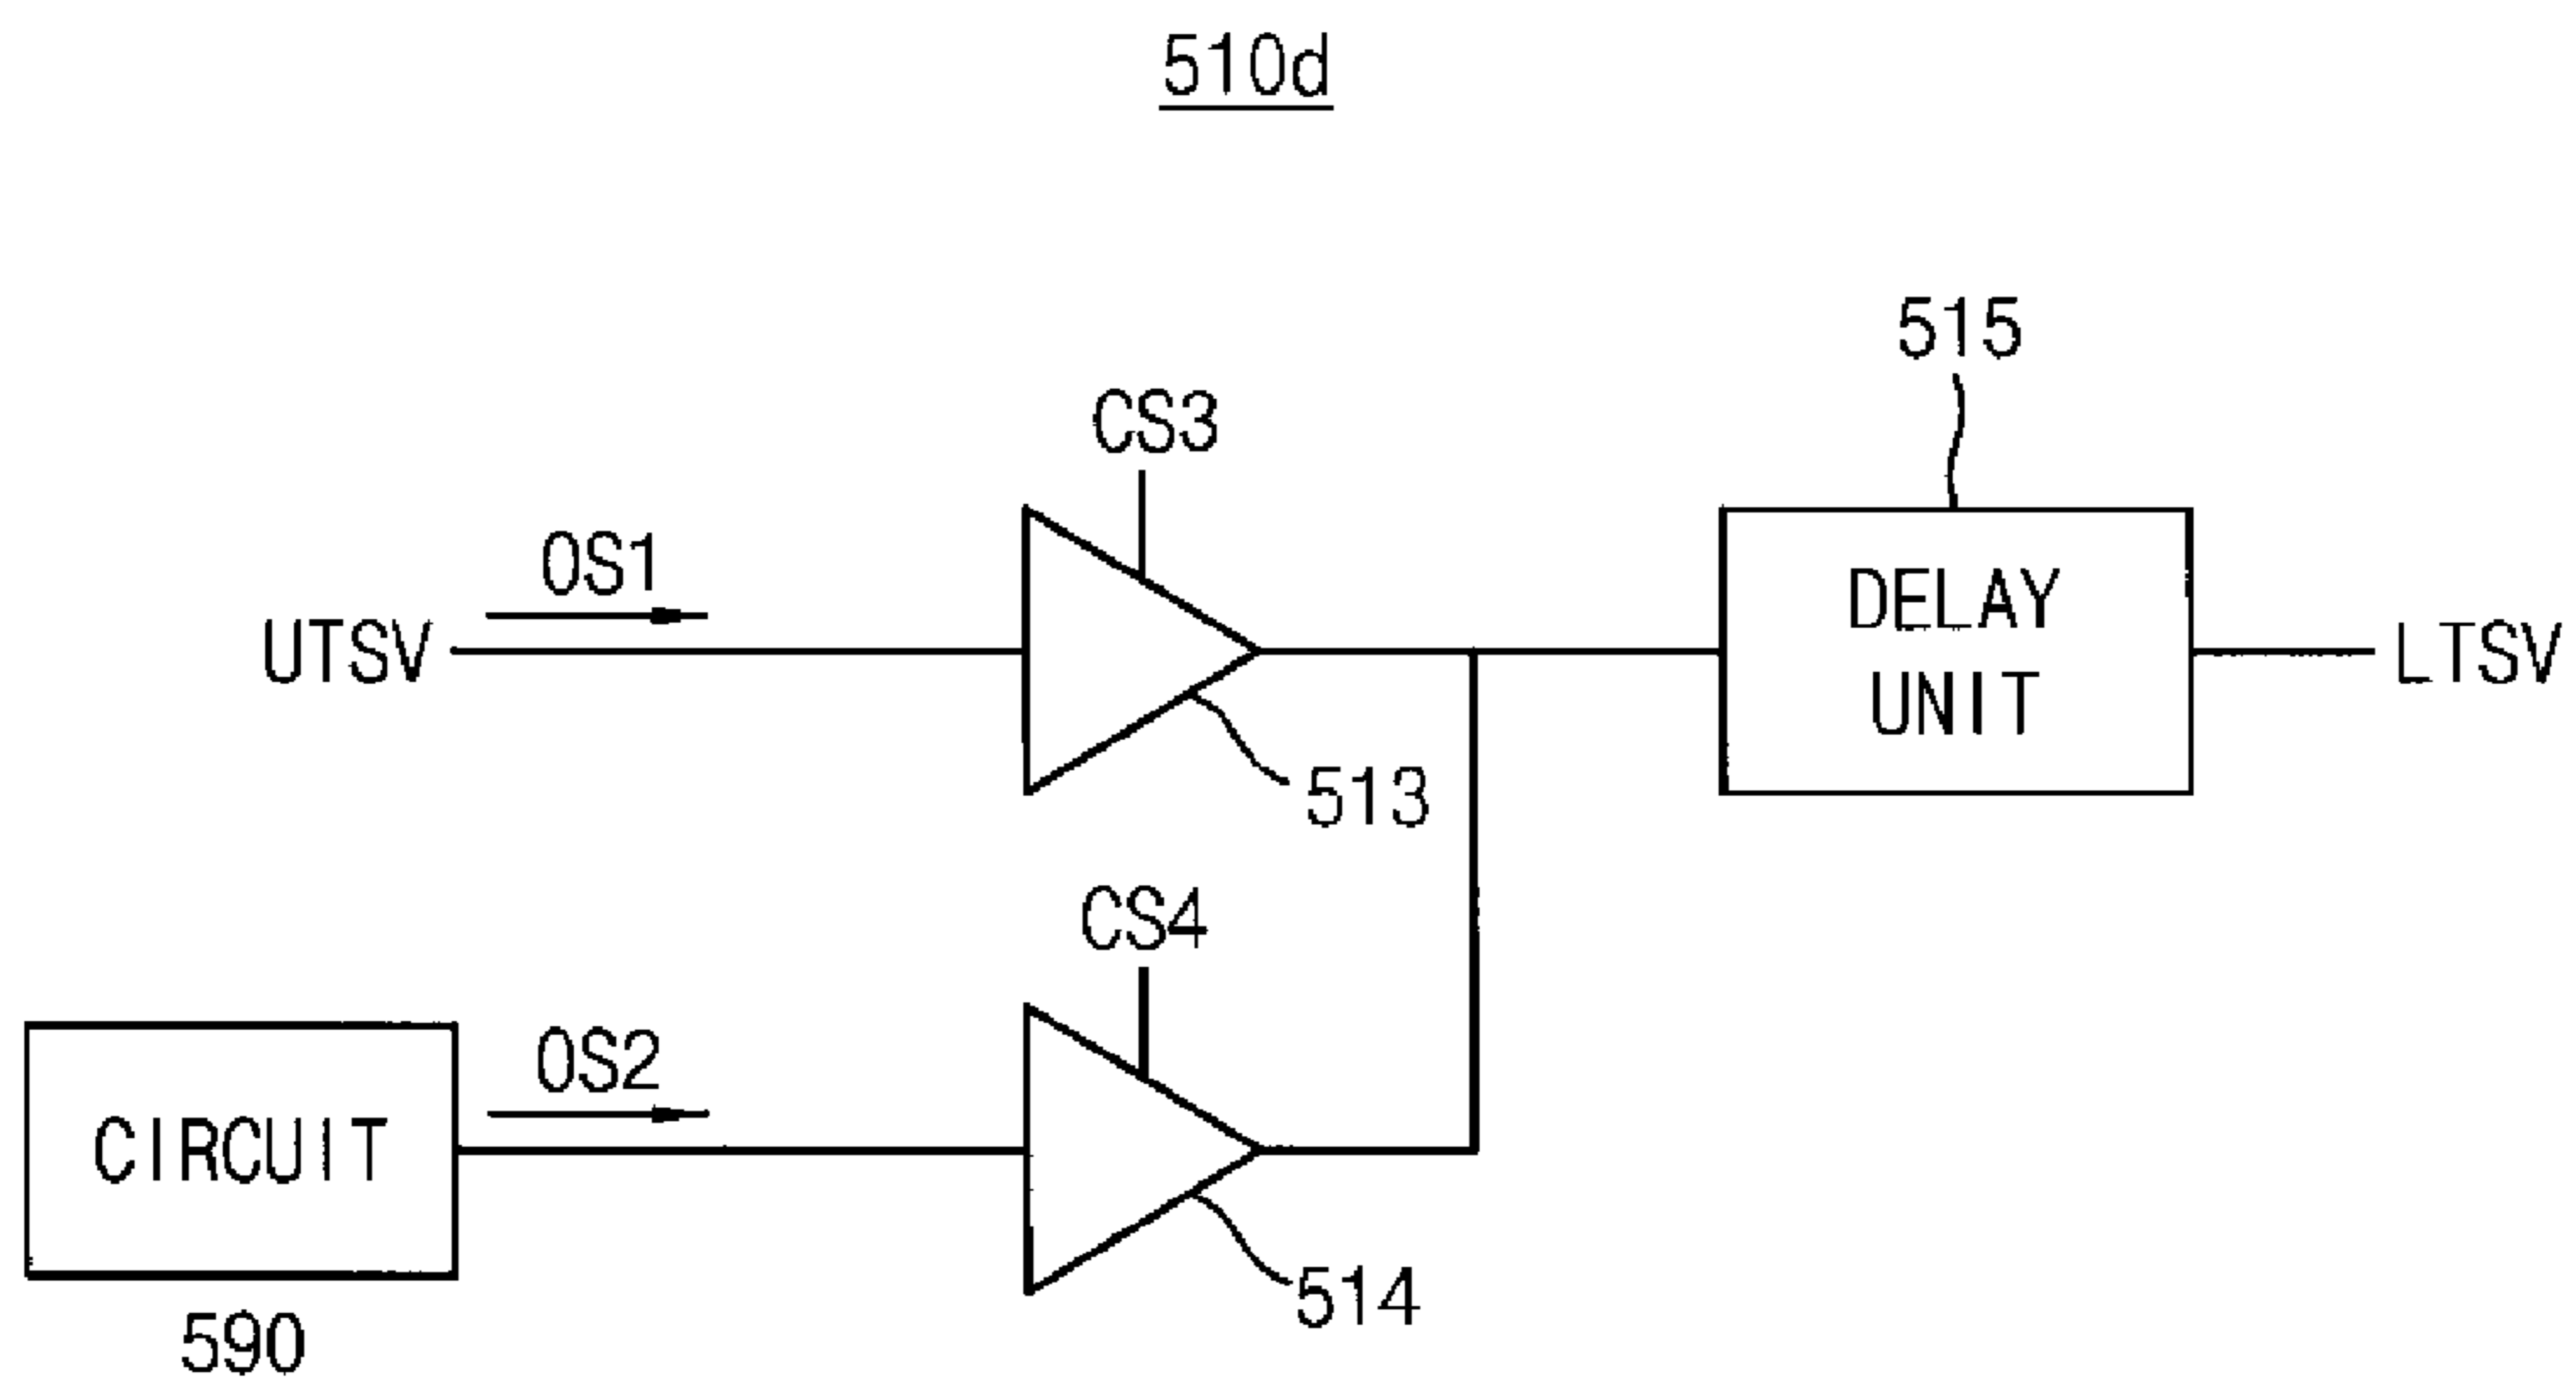 510d
515
CS3
OS1
UTSV
DELAY
UNIT
LTSV
513
CS4
OS2
CIRCUIT
514
590